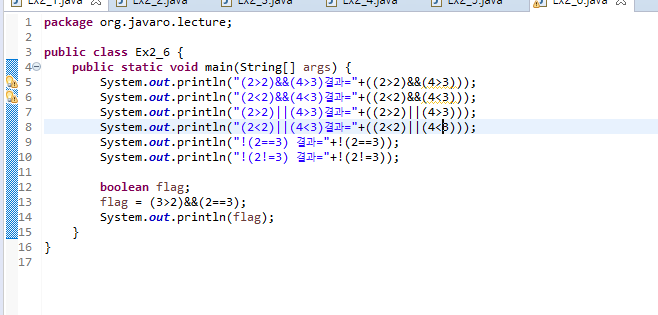 Ex2_1.java
Ex2_2.java
Ex2_3.java
Ex2_4.java
Ex2_5.java
Ex2_6.java
1 package org.javaro.lecture;
2
3 public class Ex2_6 {
4 public static void main(String[] args) {
5 System.out.println("(2>2)&&(4>3)결과="+((2>2)&&(4>3)));
6 System.out.println("(2<2)&&(4<3)결과="+((2<2)&&(4<3)));
7 System.out.println("(2>2)||(4>3)결과="+((2>2)||(4>3)));
8 System.out.println("(2<2)||(4<3)결과="+((2<2)||(4<3)));
9 System.out.println("!(2==3) 결과="+!(2==3));
10 System.out.println("!(2!=3) 결과="+!(2!=3));
11
12 boolean flag;
13 flag = (3>2)&&(2==3);
14 System.out.println(flag);
15 }
16 }
17